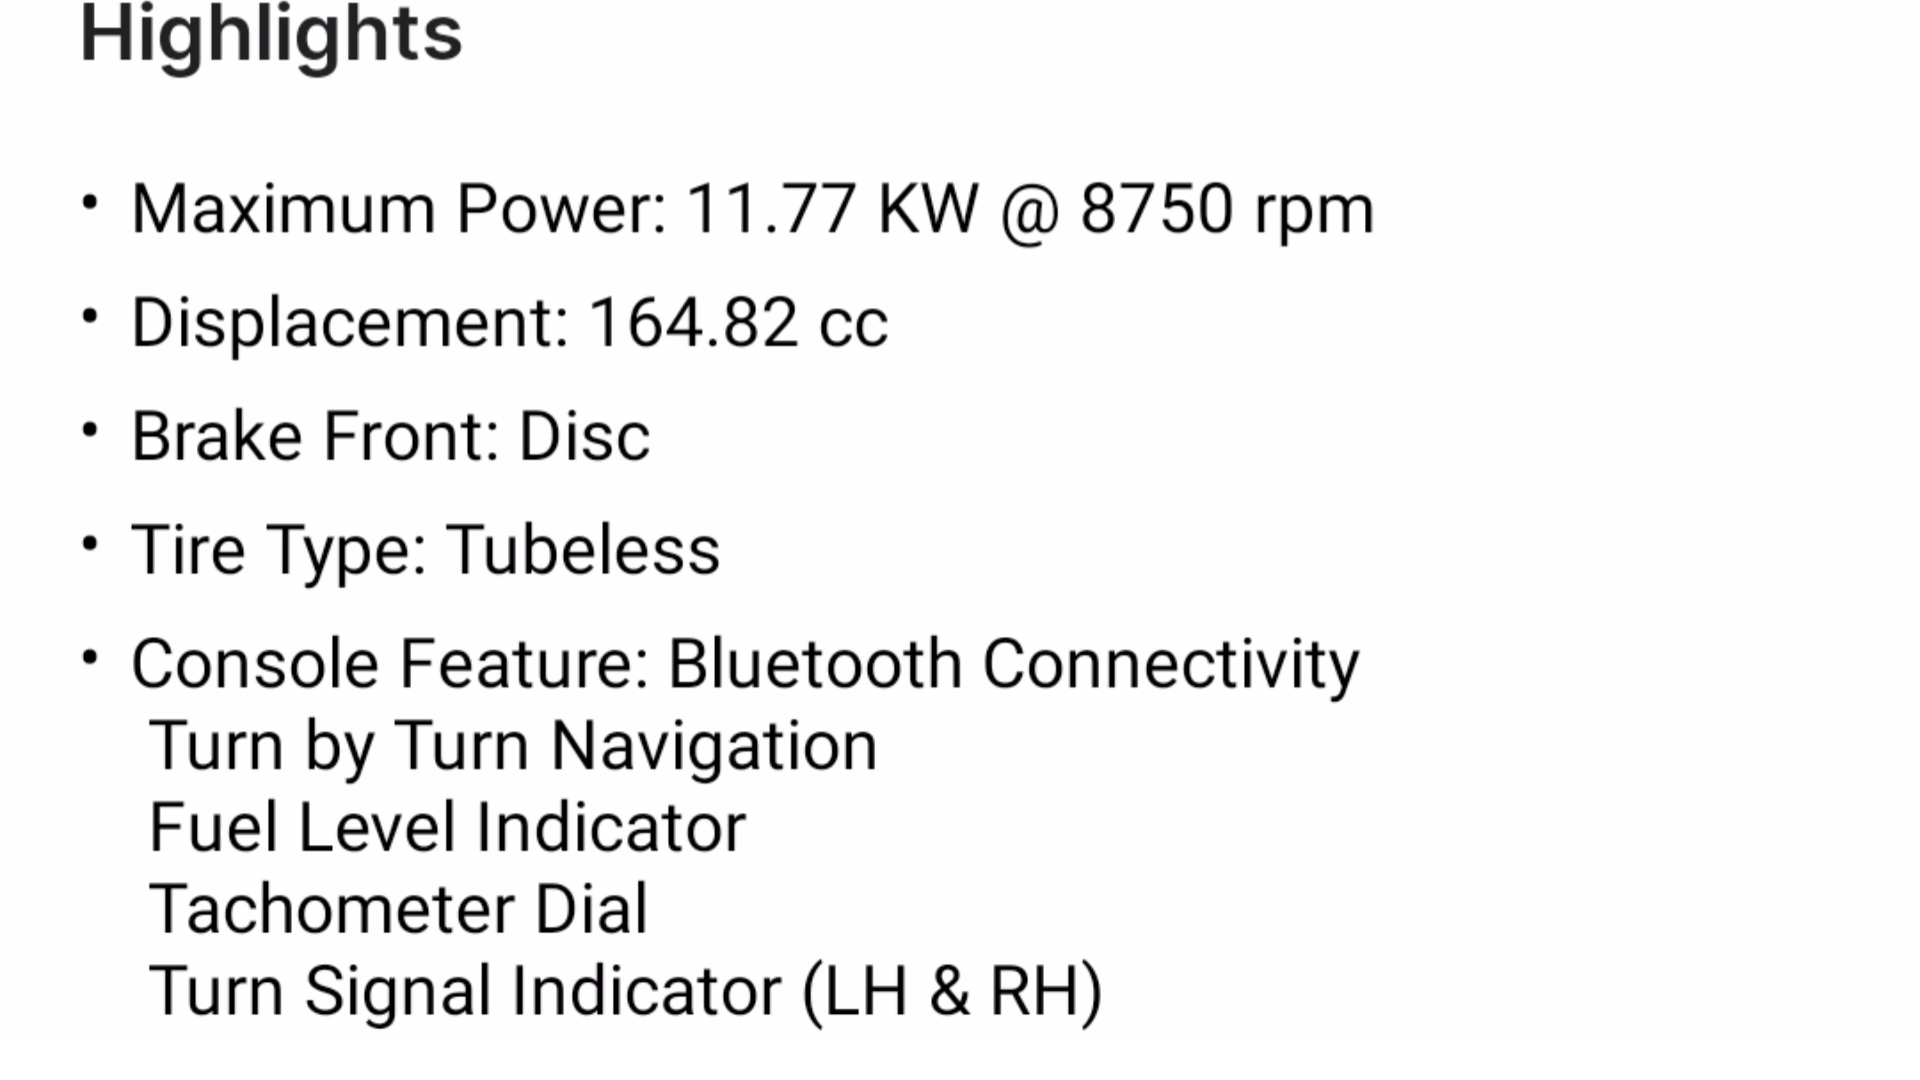 Highlights
• Maximum Power: 11.77 KW @ 8750 rpm
• Displacement: 164.82 cc
• Brake Front: Disc
• Tire Type: Tubeless
• Console Feature: Bluetooth Connectivity
Turn by Turn Navigation
Fuel Level Indicator
Tachometer Dial
Turn Signal Indicator (LH & RH)